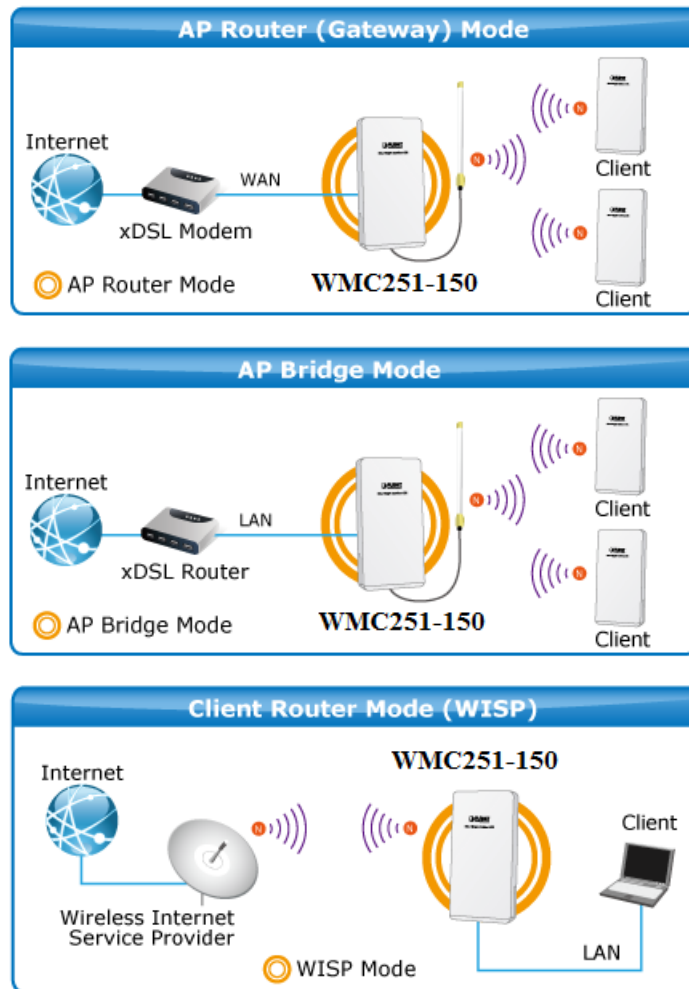 AP Router (Gateway) Mode
Internet
WAN
xDSL Modem
AP Router Mode
WMC251-150
N
N
N
Client
Client
AP Bridge Mode
Internet
LAN
xDSL Router
AP Bridge Mode
WMC251-150
N
N
N
Client
Client
Client Router Mode (WISP)
WMC251-150
Internet
N
N
Client
Wireless Internet
Service Provider
WISP Mode
LAN